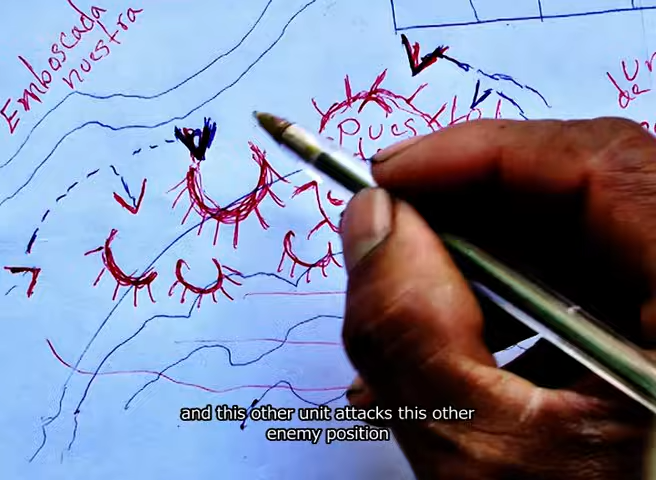 Emboscada
nuestra
and this other unit attacks this other
enemy position